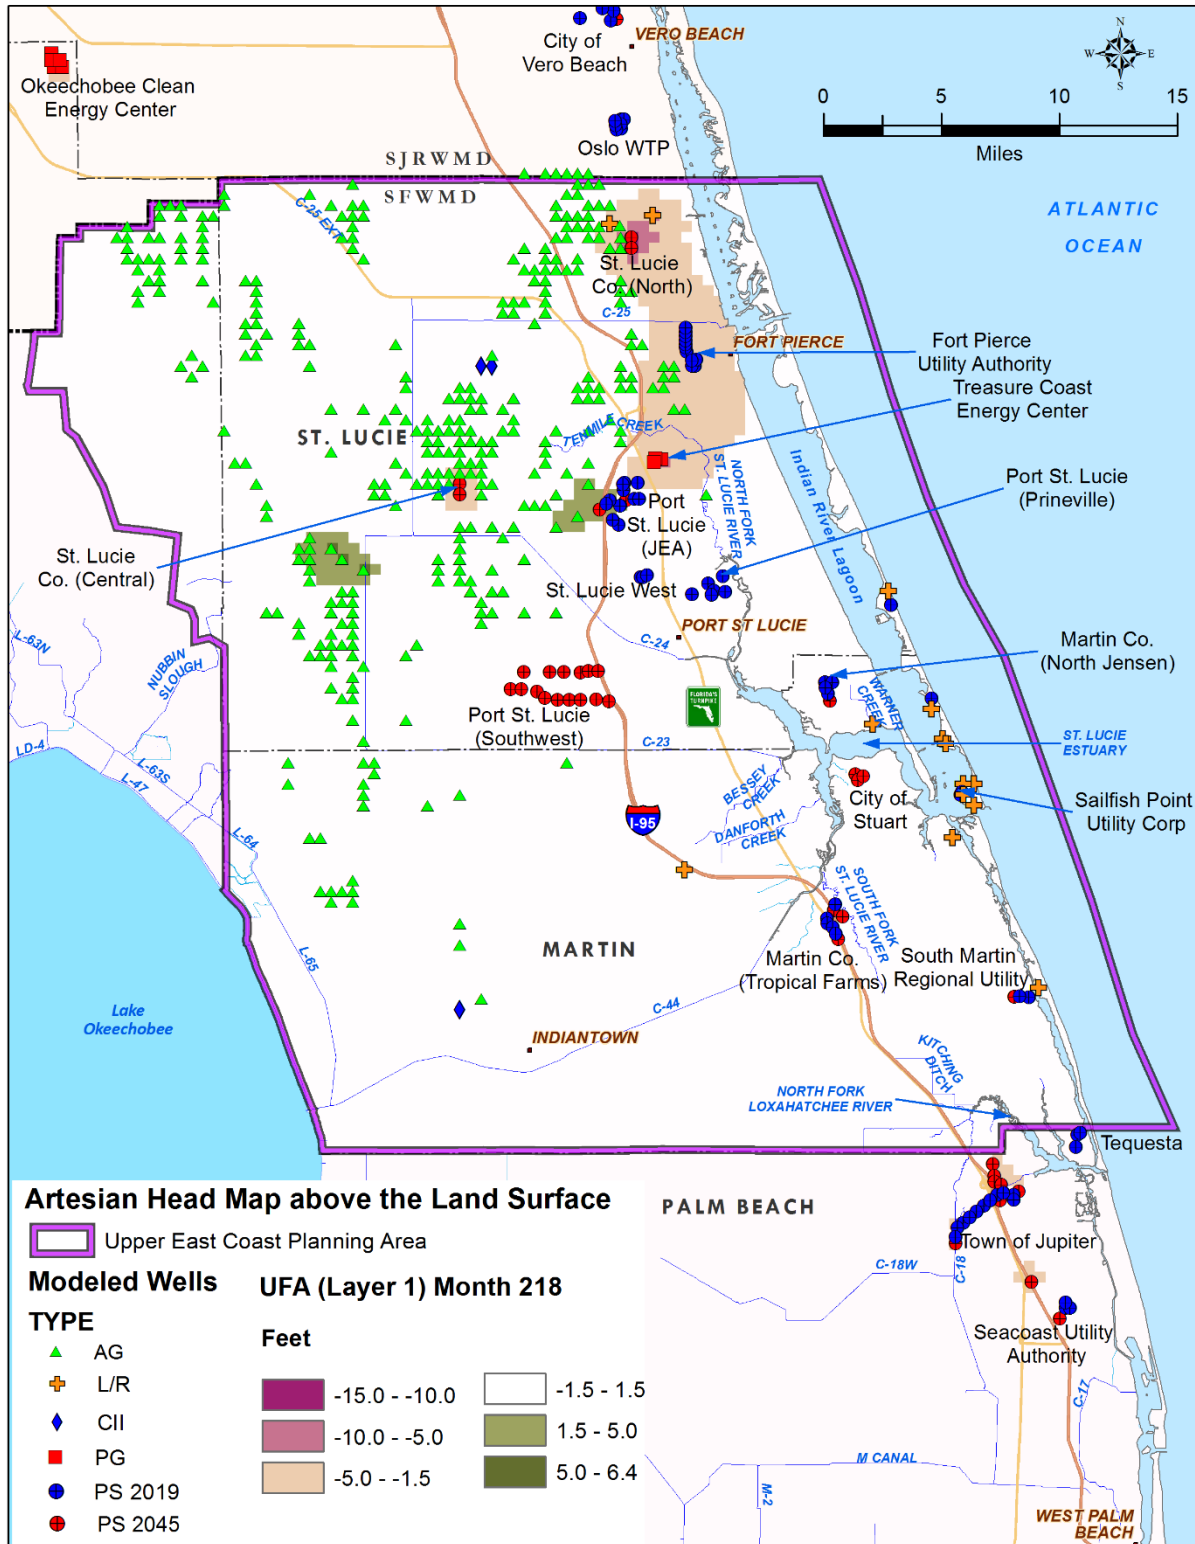 City of
Vero Beach
VERO BEACH
N
W E
S
Okeechobee Clean
Energy Center
0 5 10 15
Miles
Oslo WTP
SJRWMD
SFWMD
C-25 EXT
ATLANTIC
OCEAN
St. Lucie
Co. (North)
C-25
FORT PIERCE
Fort Pierce
Utility Authority
Treasure Coast
Energy Center
ST. LUCIE
TENMILE CREEK
NORTH FORK
ST. LUCIE RIVER
Indian River Lagoon
Port St. Lucie
(Prineville)
Port
St. Lucie
(JEA)
St. Lucie
Co. (Central)
St. Lucie West
PORT ST LUCIE
C-24
L-63N
NUBBIN
SLOUGH
Martin Co.
(North Jensen)
WARNER
CREEK
FLORIDA'S
TURNPIKE
Port St. Lucie
(Southwest)
C-23
ST. LUCIE
ESTUARY
LD-4
L-63S
L-47
BESSEY
CREEK
City of
Stuart
Sailfish Point
Utility Corp
I-95
DANFORTH
CREEK
L-64
SOUTH FORK
ST. LUCIE RIVER
MARTIN
Martin Co.
(Tropical Farms)
South Martin
Regional Utility
L-65
C-44
Lake
Okeechobee
INDIANTOWN
KITCHING
DITCH
NORTH FORK
LOXAHATCHEE RIVER
Tequesta
PALM BEACH
Town of Jupiter
C-18W
C-18
Seacoast Utility
Authority
C-17
M CANAL
M-2
WEST PALM
BEACH
Artesian Head Map above the Land Surface
Upper East Coast Planning Area
Modeled Wells
TYPE
AG
L/R
CII
PG
PS 2019
PS 2045
UFA (Layer 1) Month 218
Feet
-15.0 - -10.0
-10.0 - -5.0
-5.0 - -1.5
-1.5 - 1.5
1.5 - 5.0
5.0 - 6.4